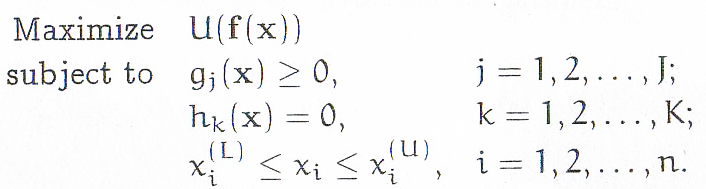 Maximize U(f(x))
subject to g_j(x) ≥ 0, j = 1, 2, ..., J;
h_k(x) = 0, k = 1, 2, ..., K;
x_i^(L) ≤ x_i ≤ x_i^(U), i = 1, 2, ..., n.